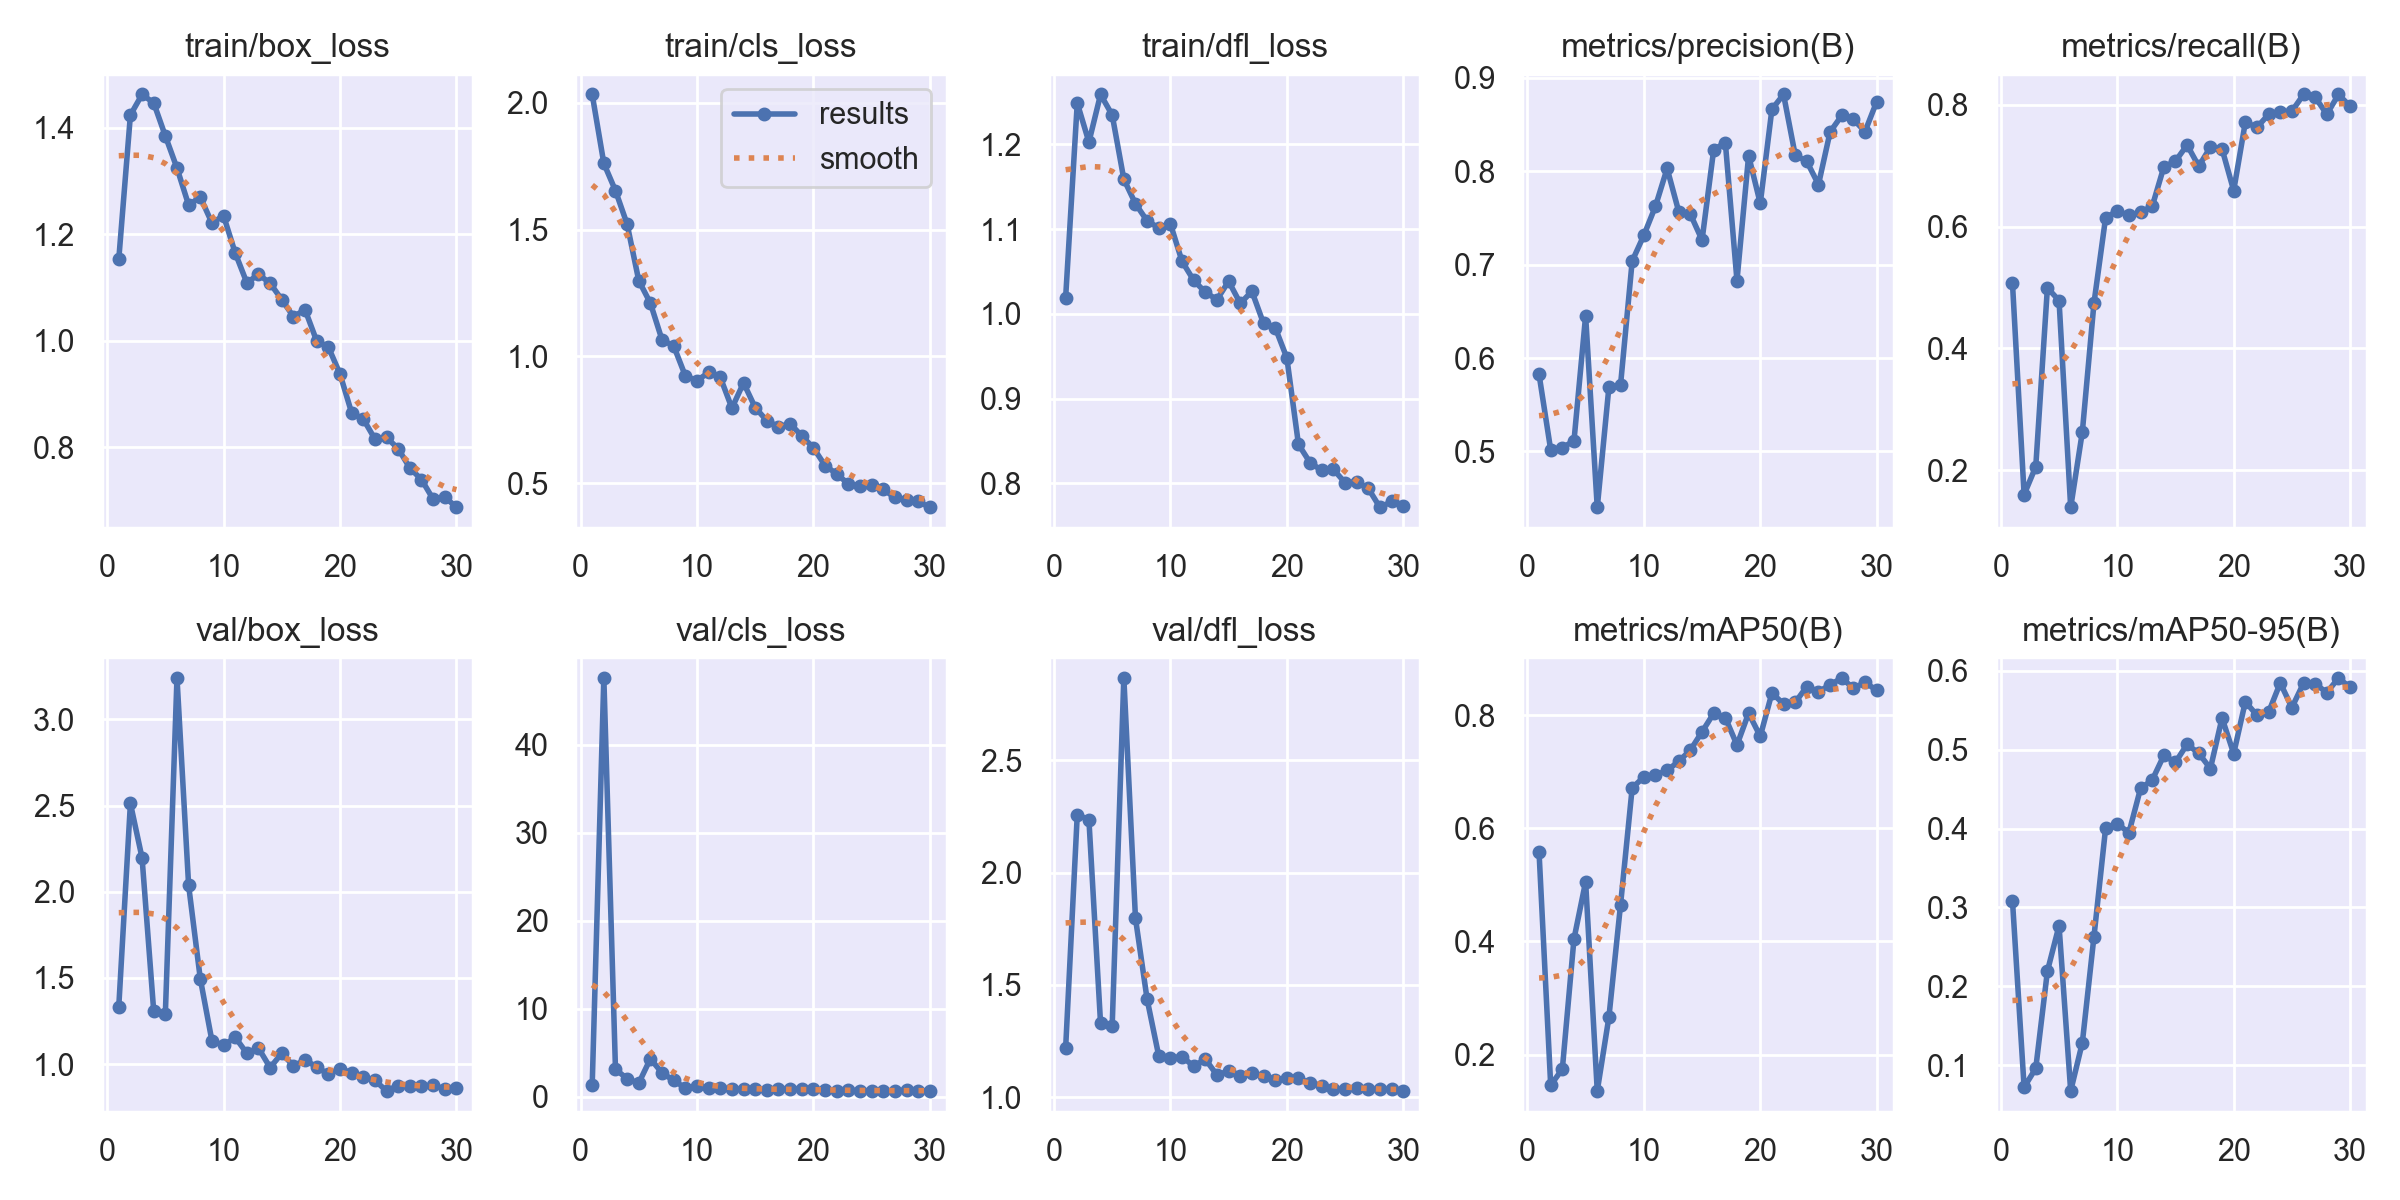 train/box_loss
train/cls_loss
train/dfl_loss
metrics/precision(B)
metrics/recall(B)
1.4
1.2
1.0
0.8
0 10 20 30
2.0
1.5
1.0
0.5
results
smooth
0 10 20 30
1.2
1.1
1.0
0.9
0.8
0 10 20 30
0.9
0.8
0.7
0.6
0.5
0 10 20 30
0.8
0.6
0.4
0.2
0 10 20 30
val/box_loss
val/cls_loss
val/dfl_loss
metrics/mAP50(B)
metrics/mAP50-95(B)
3.0
2.5
2.0
1.5
1.0
0 10 20 30
40
30
20
10
0
0 10 20 30
2.5
2.0
1.5
1.0
0 10 20 30
0.8
0.6
0.4
0.2
0 10 20 30
0.6
0.5
0.4
0.3
0.2
0.1
0 10 20 30